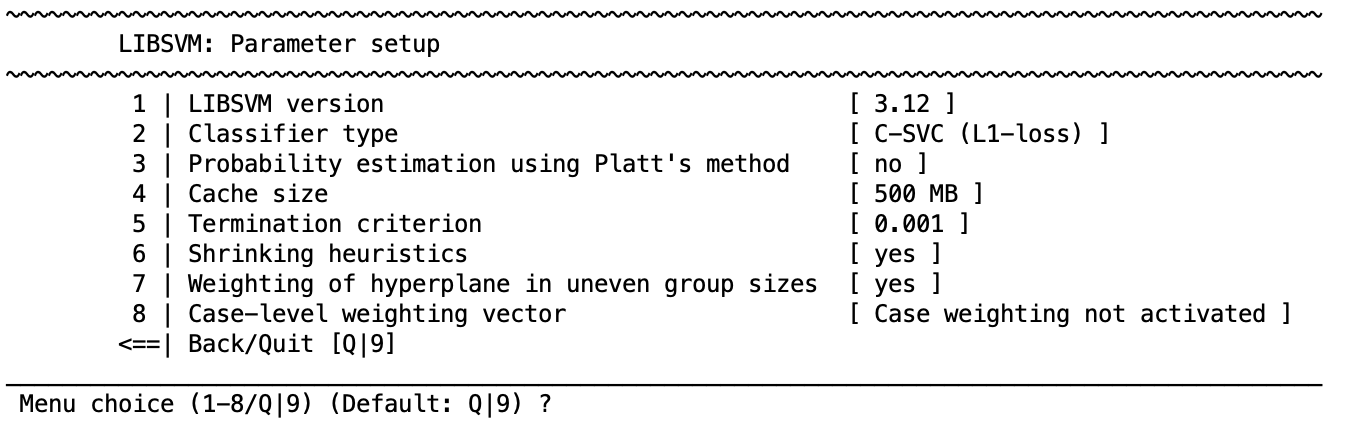 LIBSVM: Parameter setup
1 | LIBSVM version [ 3.12 ]
2 | Classifier type [ C-SVC (L1-loss) ]
3 | Probability estimation using Platt's method [ no ]
4 | Cache size [ 500 MB ]
5 | Termination criterion [ 0.001 ]
6 | Shrinking heuristics [ yes ]
7 | Weighting of hyperplane in uneven group sizes [ yes ]
8 | Case-level weighting vector [ Case weighting not activated ]
<==| Back/Quit [Q|9]
Menu choice (1-8/Q|9) (Default: Q|9) ?